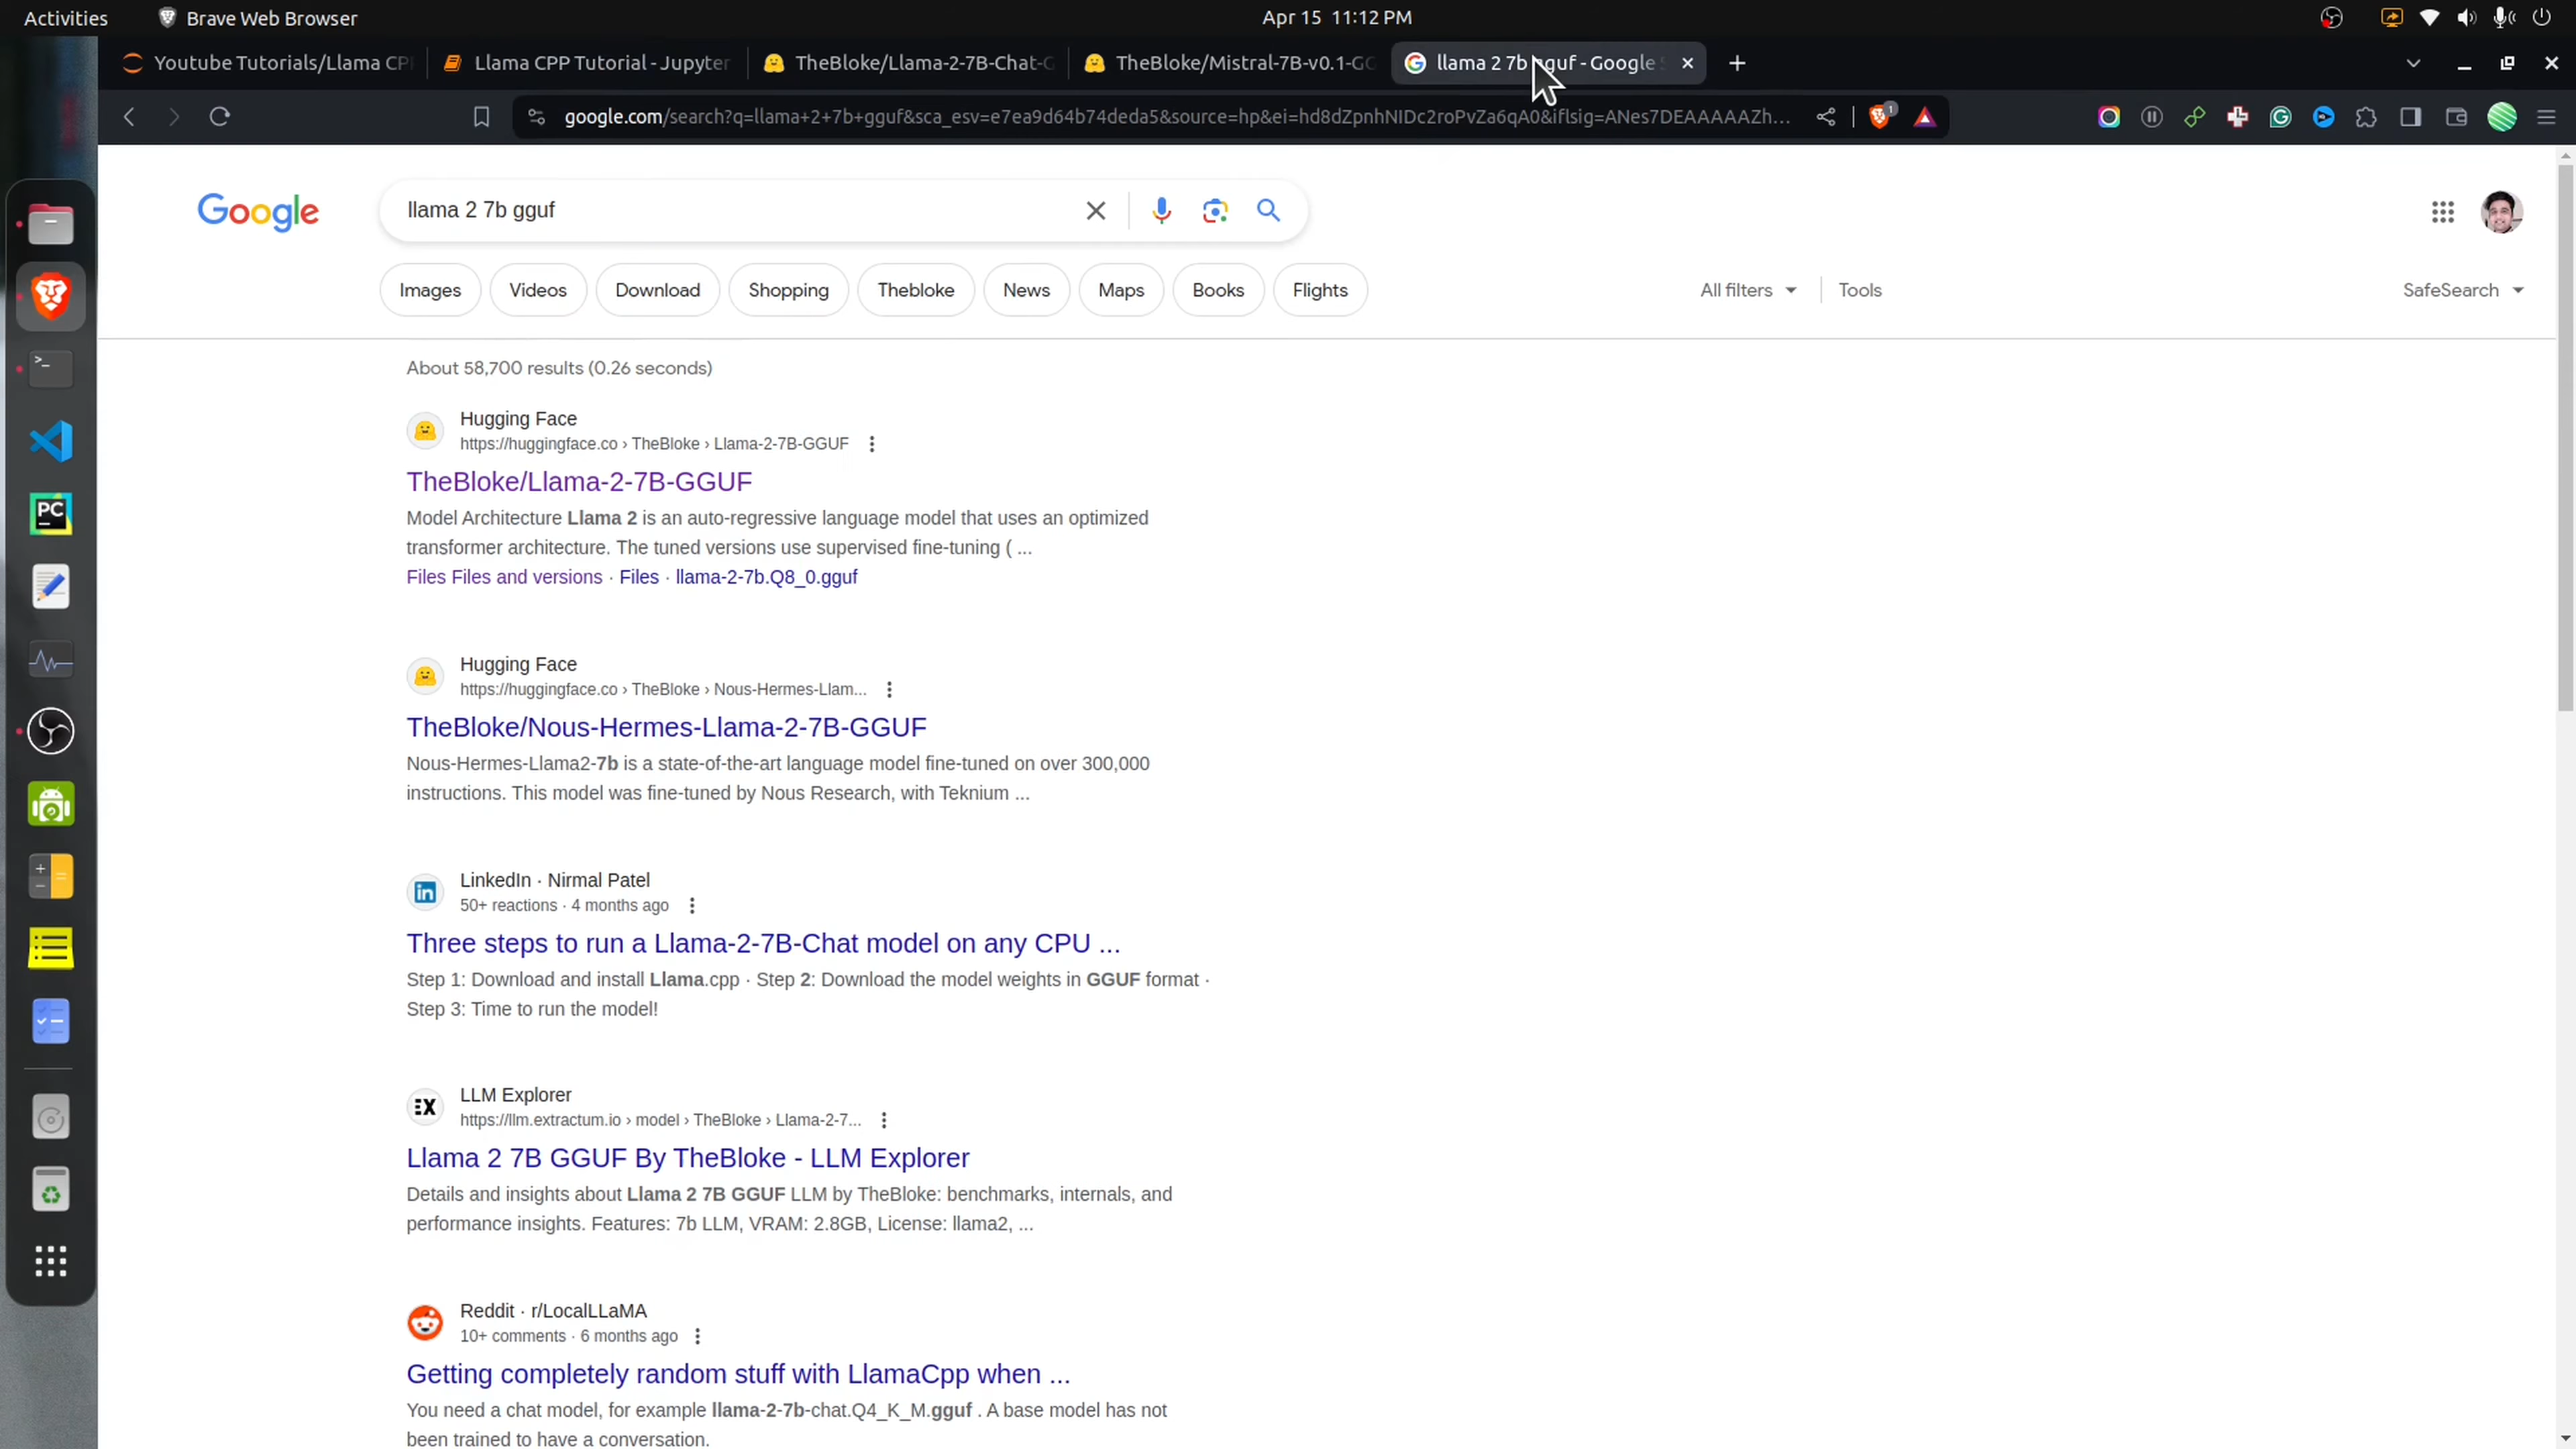 Activities
Brave Web Browser
Apr 15 11:12 PM
Youtube Tutorials/Llama CP
Llama CPP Tutorial - Jupyter
TheBloke/Llama-2-7B-Chat-G
TheBloke/Mistral-7B-v0.1-GG
llama 2 7b gguf - Google S
google.com/search?q=llama+2+7b+gguf&sca_esv=e7ea9d64b74deda5&source=hp&ei=hd8dZpnhNIDc2roPvZa6qA0&iflsig=ANes7DEAAAAAZh...
1
Google
llama 2 7b gguf
Images
Videos
Download
Shopping
Thebloke
News
Maps
Books
Flights
All filters
Tools
SafeSearch
About 58,700 results (0.26 seconds)
Hugging Face
https://huggingface.co › TheBloke › Llama-2-7B-GGUF
TheBloke/Llama-2-7B-GGUF
Model Architecture Llama 2 is an auto-regressive language model that uses an optimized
transformer architecture. The tuned versions use supervised fine-tuning ( ...
Files Files and versions · Files · llama-2-7b.Q8_0.gguf
Hugging Face
https://huggingface.co › TheBloke › Nous-Hermes-Llam...
TheBloke/Nous-Hermes-Llama-2-7B-GGUF
Nous-Hermes-Llama2-7b is a state-of-the-art language model fine-tuned on over 300,000
instructions. This model was fine-tuned by Nous Research, with Teknium ...
LinkedIn · Nirmal Patel
50+ reactions · 4 months ago
Three steps to run a Llama-2-7B-Chat model on any CPU ...
Step 1: Download and install Llama.cpp · Step 2: Download the model weights in GGUF format ·
Step 3: Time to run the model!
LLM Explorer
https://llm.extractum.io › model › TheBloke › Llama-2-7...
Llama 2 7B GGUF By TheBloke - LLM Explorer
Details and insights about Llama 2 7B GGUF LLM by TheBloke: benchmarks, internals, and
performance insights. Features: 7b LLM, VRAM: 2.8GB, License: llama2, ...
Reddit · r/LocalLLaMA
10+ comments · 6 months ago
Getting completely random stuff with LlamaCpp when ...
You need a chat model, for example llama-2-7b-chat.Q4_K_M.gguf . A base model has not
been trained to have a conversation.
PC
in
EX